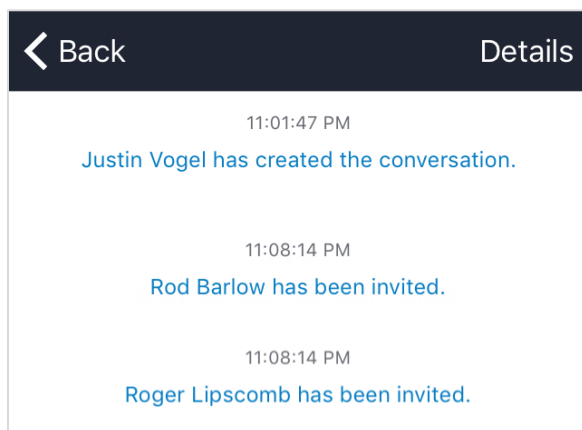 Back
Details
11:01:47 PM
Justin Vogel has created the conversation.
11:08:14 PM
Rod Barlow has been invited.
11:08:14 PM
Roger Lipscomb has been invited.